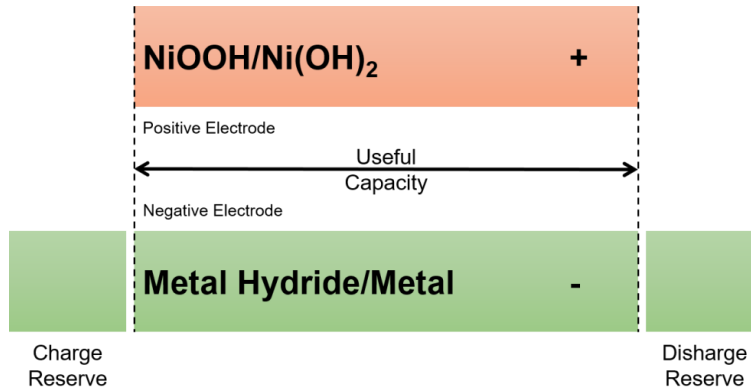 NiOOH/Ni(OH)₂ +
Positive Electrode
Useful
Capacity
Negative Electrode
Metal Hydride/Metal -
Charge
Reserve
Disharge
Reserve